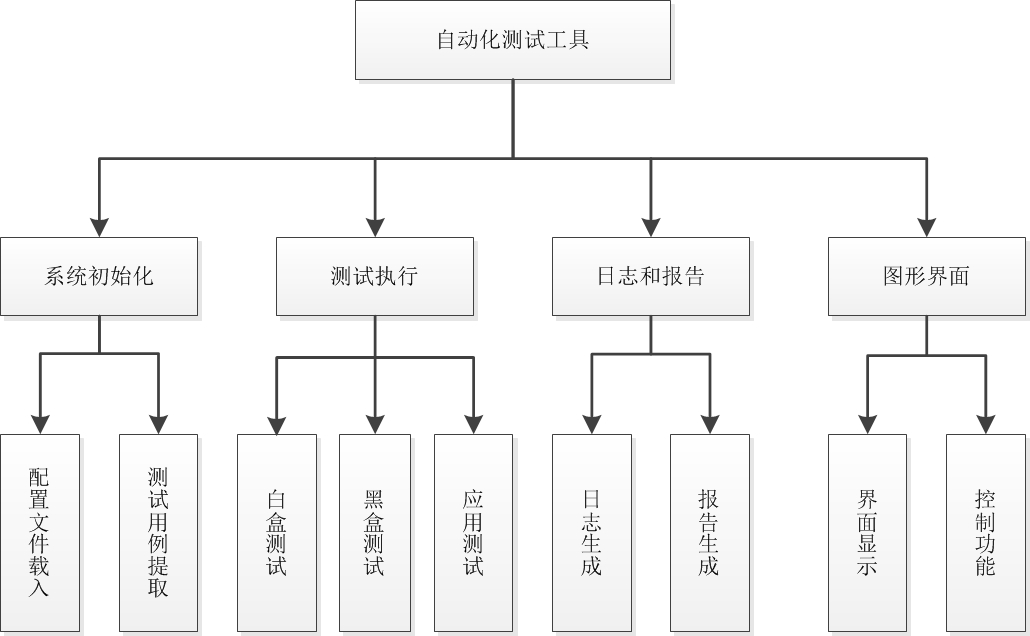 自动化测试工具
系统初始化
测试执行
日志和报告
图形界面
配置文件载入
测试用例提取
白盒测试
黑盒测试
应用测试
日志生成
报告生成
界面显示
控制功能